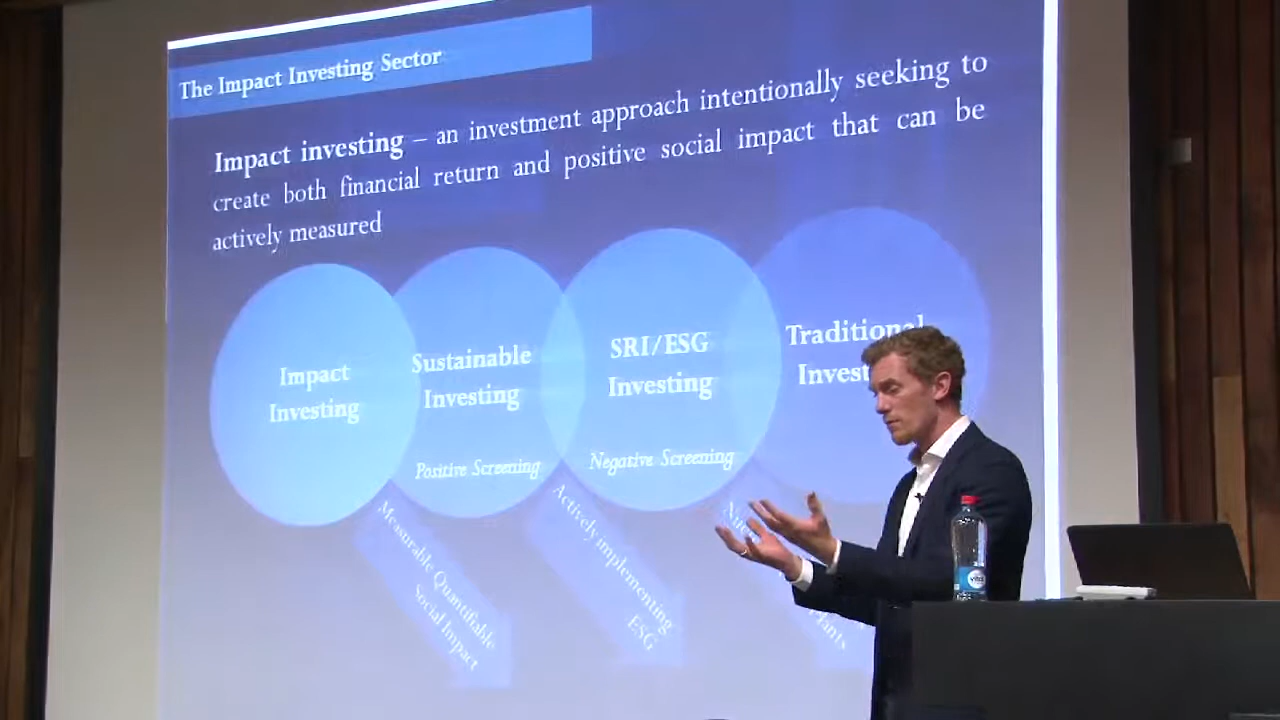 The Impact Investing Sector
Impact investing – an investment approach intentionally seeking to
create both financial return and positive social impact that can be
actively measured
Impact
Investing
Sustainable
Investing
Positive Screening
SRI/ESG
Investing
Negative Screening
Traditional
Measurable Quantifiable
Social Impact
Actively implementing
ESG